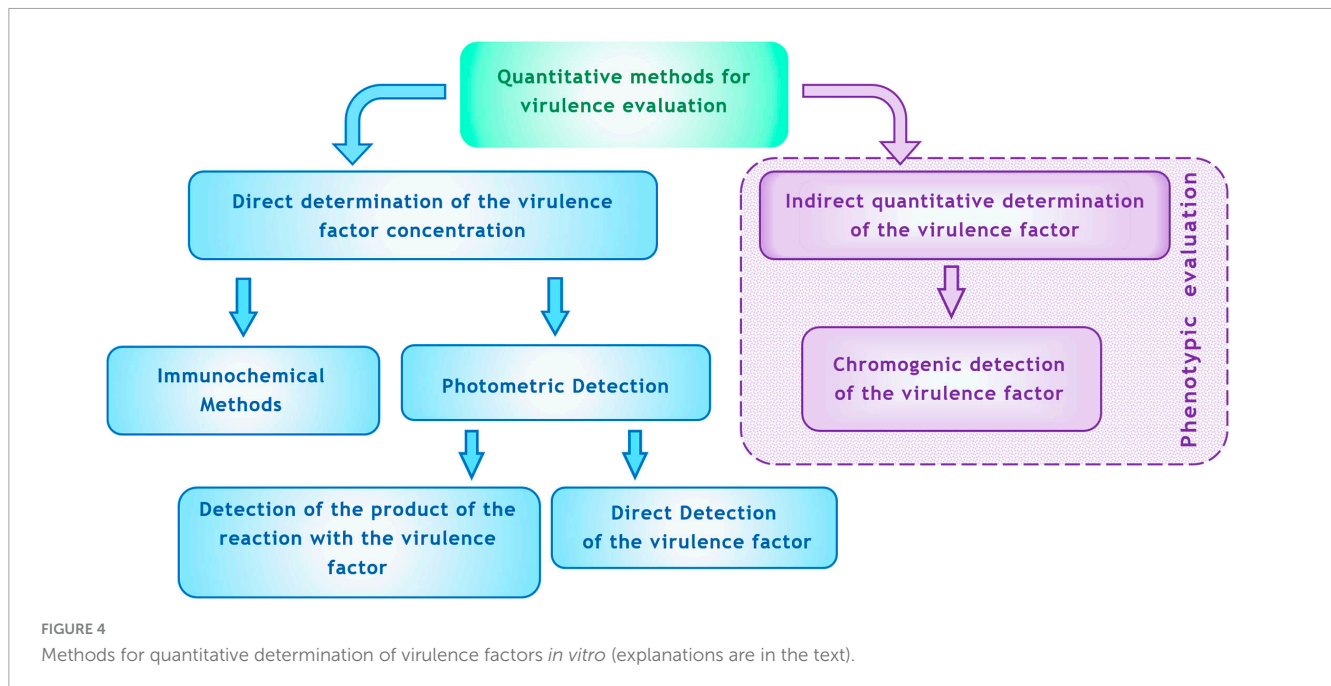 Quantitative methods for
virulence evaluation
Direct determination of the virulence
factor concentration
Indirect quantitative determination
of the virulence factor
Phenotypic evaluation
Immunochemical
Methods
Photometric Detection
Chromogenic detection
of the virulence factor
Detection of the product of the
reaction with the virulence
factor
Direct Detection
of the virulence factor
FIGURE 4
Methods for quantitative determination of virulence factors in vitro (explanations are in the text).